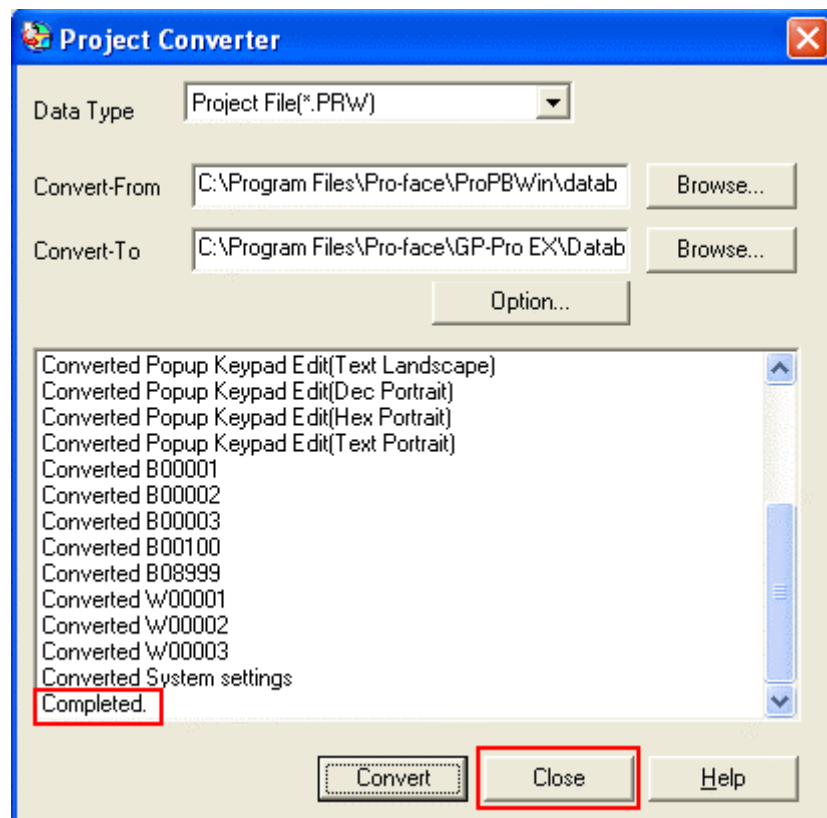 Project Converter
Data Type
Project File(*.PRW)
Convert-From
C:\Program Files\Pro-face\ProPBWin\datab
Browse...
Convert-To
C:\Program Files\Pro-face\GP-Pro EX\Datab
Browse...
Option...
Converted Popup Keypad Edit(Text Landscape)
Converted Popup Keypad Edit(Dec Portrait)
Converted Popup Keypad Edit(Hex Portrait)
Converted Popup Keypad Edit(Text Portrait)
Converted B00001
Converted B00002
Converted B00003
Converted B00100
Converted B08999
Converted W00001
Converted W00002
Converted W00003
Converted System settings
Completed.
Convert
Close
Help